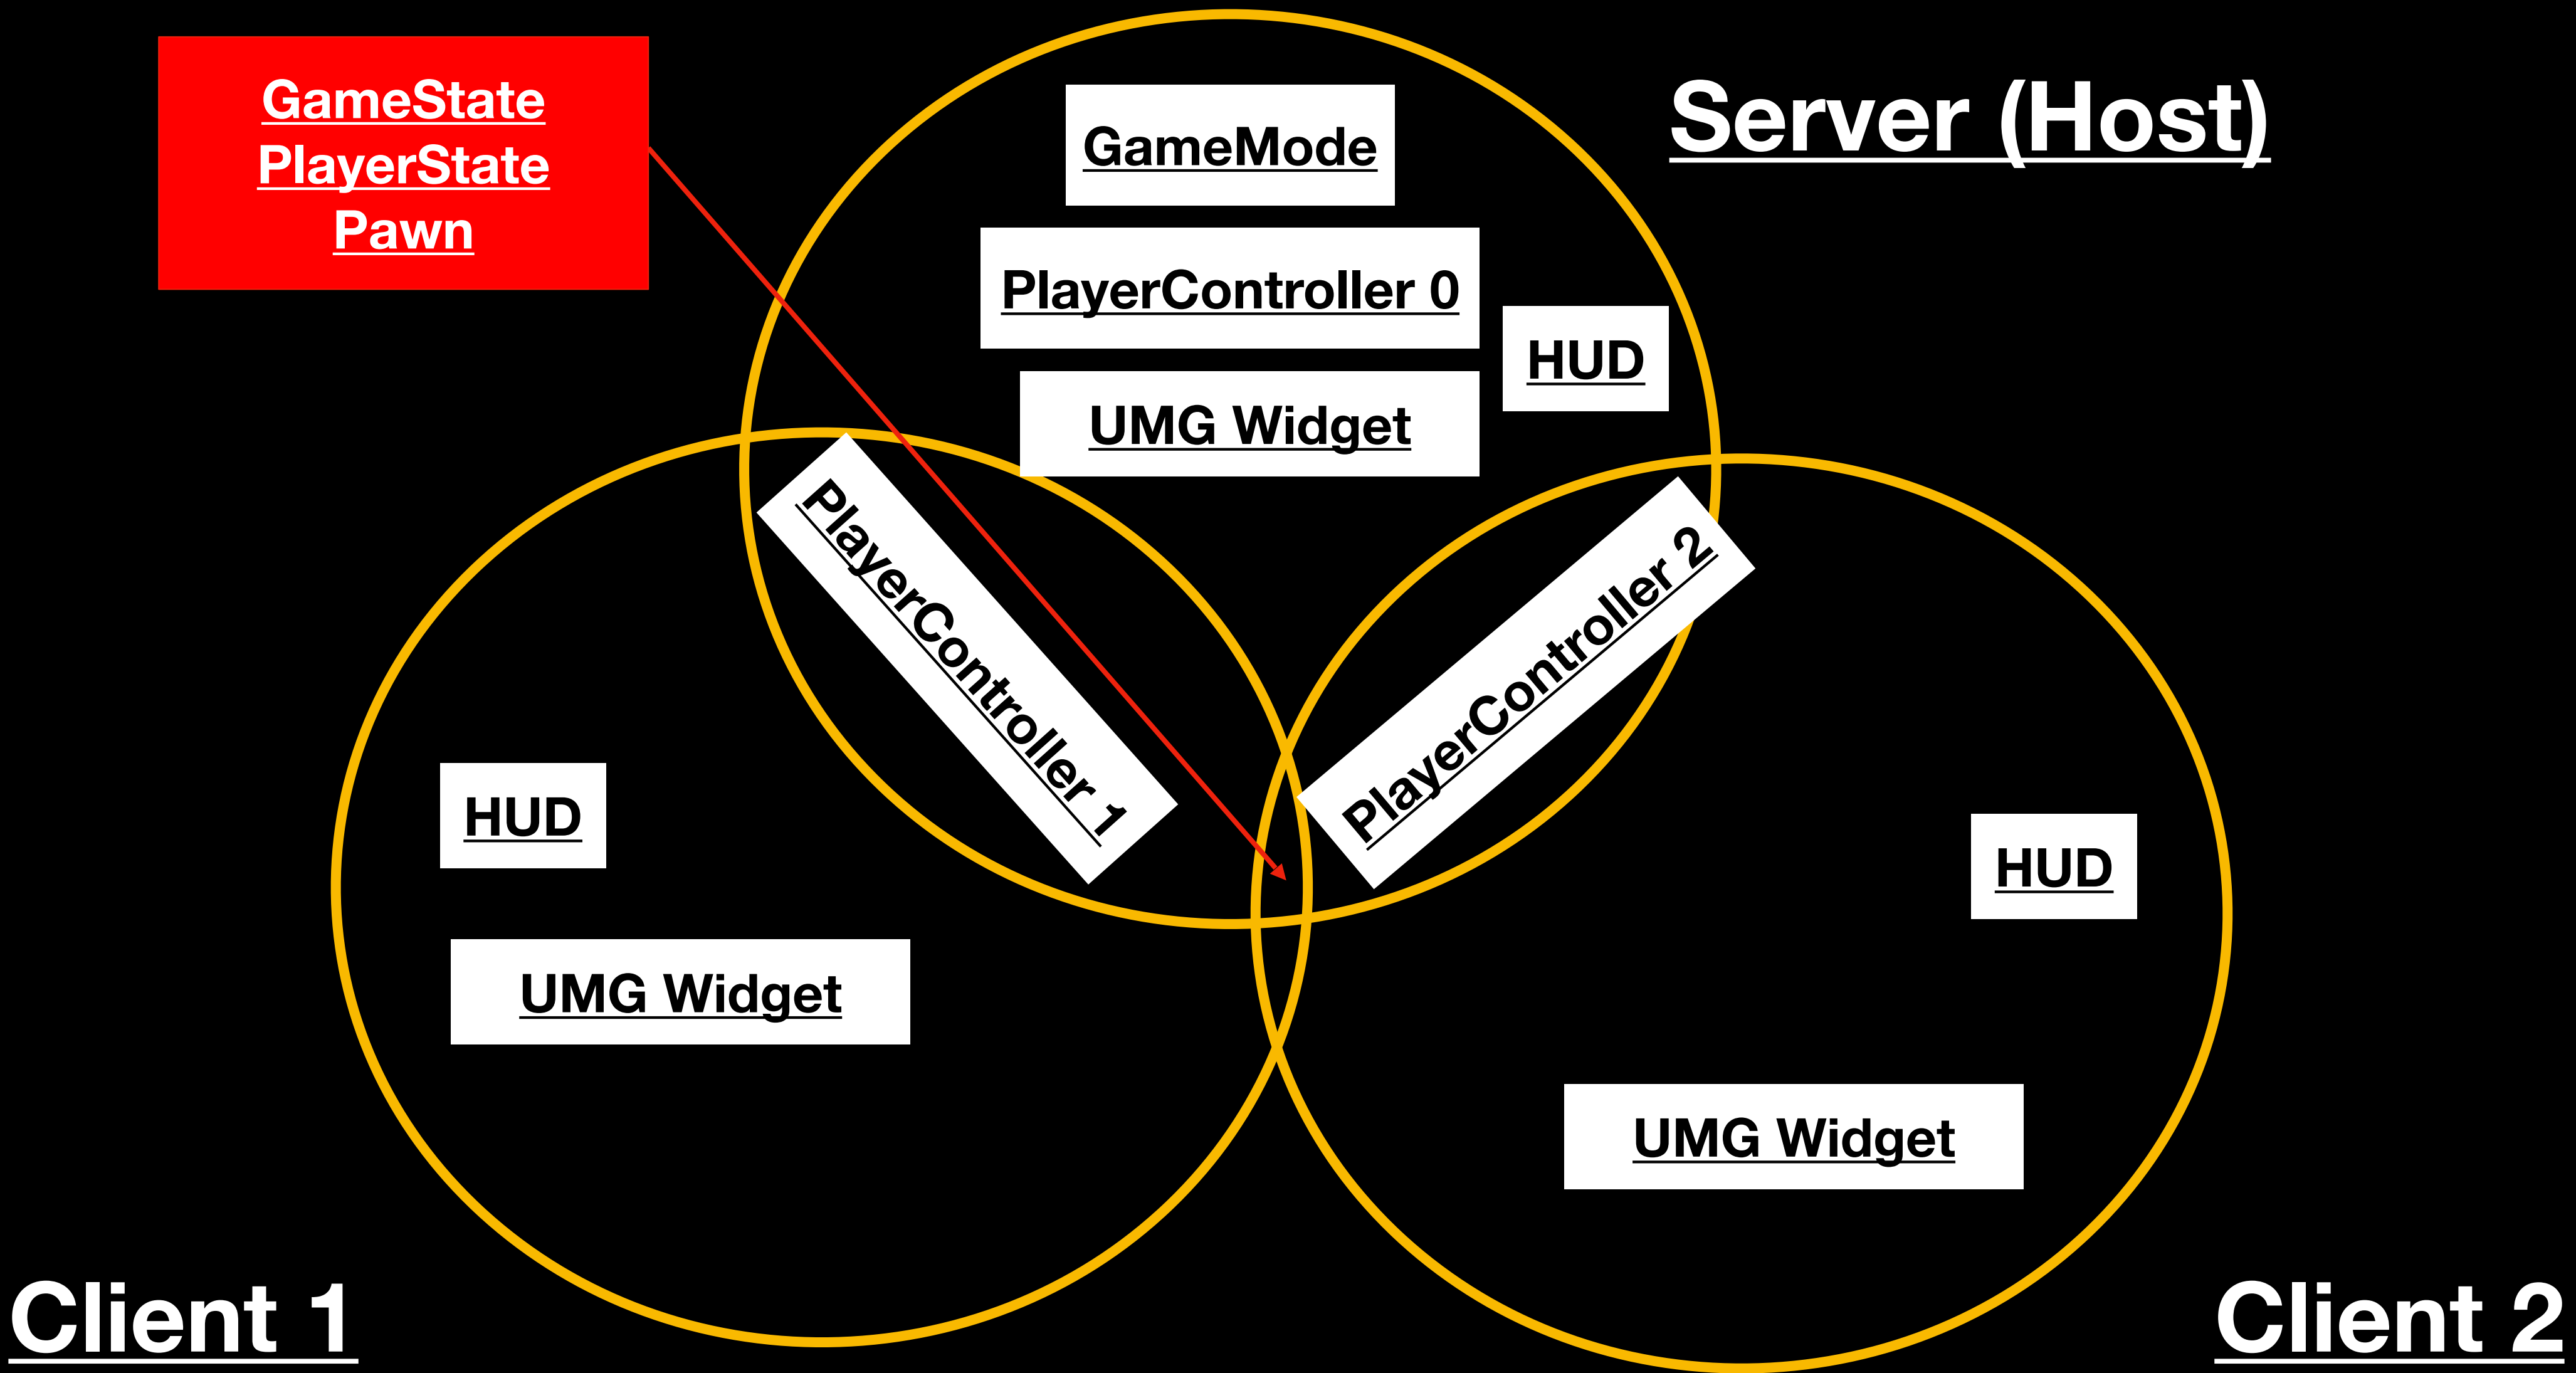 GameState
PlayerState
Pawn
Server (Host)
GameMode
PlayerController 0
HUD
UMG Widget
PlayerController 1
PlayerController 2
HUD
UMG Widget
HUD
UMG Widget
Client 1
Client 2